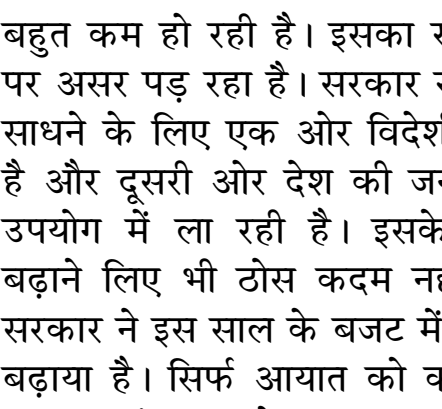 बहुत कम हो रही है। इसका
पर असर पड़ रहा है। सरकार
साधने के लिए एक ओर विदेशी
है और दूसरी ओर देश की
उपयोग में ला रही है। इसके
बढ़ाने लिए भी ठोस कदम
सरकार ने इस साल के बजट में
बढ़ाया है। सिर्फ आयात को